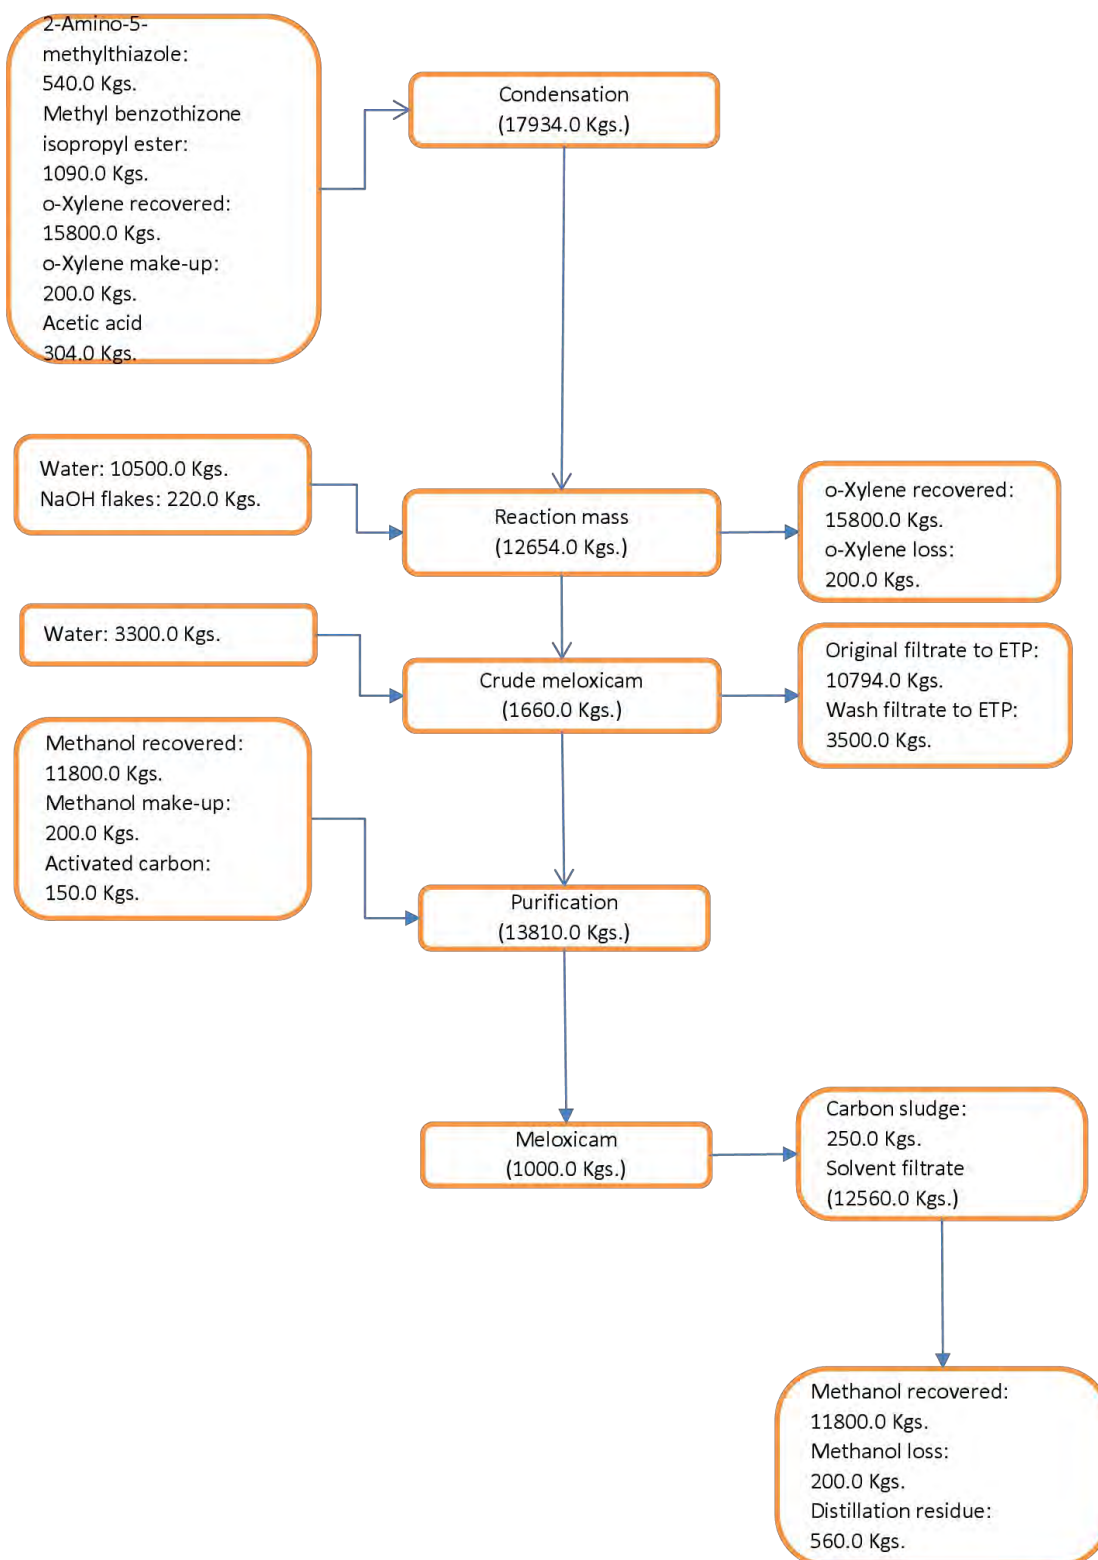 2-Amino-5-
methylthiazole:
540.0 Kgs.
Methyl benzothizone
isopropyl ester:
1090.0 Kgs.
o-Xylene recovered:
15800.0 Kgs.
o-Xylene make-up:
200.0 Kgs.
Acetic acid
304.0 Kgs.
Condensation
(17934.0 Kgs.)
Water: 10500.0 Kgs.
NaOH flakes: 220.0 Kgs.
Reaction mass
(12654.0 Kgs.)
o-Xylene recovered:
15800.0 Kgs.
o-Xylene loss:
200.0 Kgs.
Water: 3300.0 Kgs.
Crude meloxicam
(1660.0 Kgs.)
Original filtrate to ETP:
10794.0 Kgs.
Wash filtrate to ETP:
3500.0 Kgs.
Methanol recovered:
11800.0 Kgs.
Methanol make-up:
200.0 Kgs.
Activated carbon:
150.0 Kgs.
Purification
(13810.0 Kgs.)
Meloxicam
(1000.0 Kgs.)
Carbon sludge:
250.0 Kgs.
Solvent filtrate
(12560.0 Kgs.)
Methanol recovered:
11800.0 Kgs.
Methanol loss:
200.0 Kgs.
Distillation residue:
560.0 Kgs.